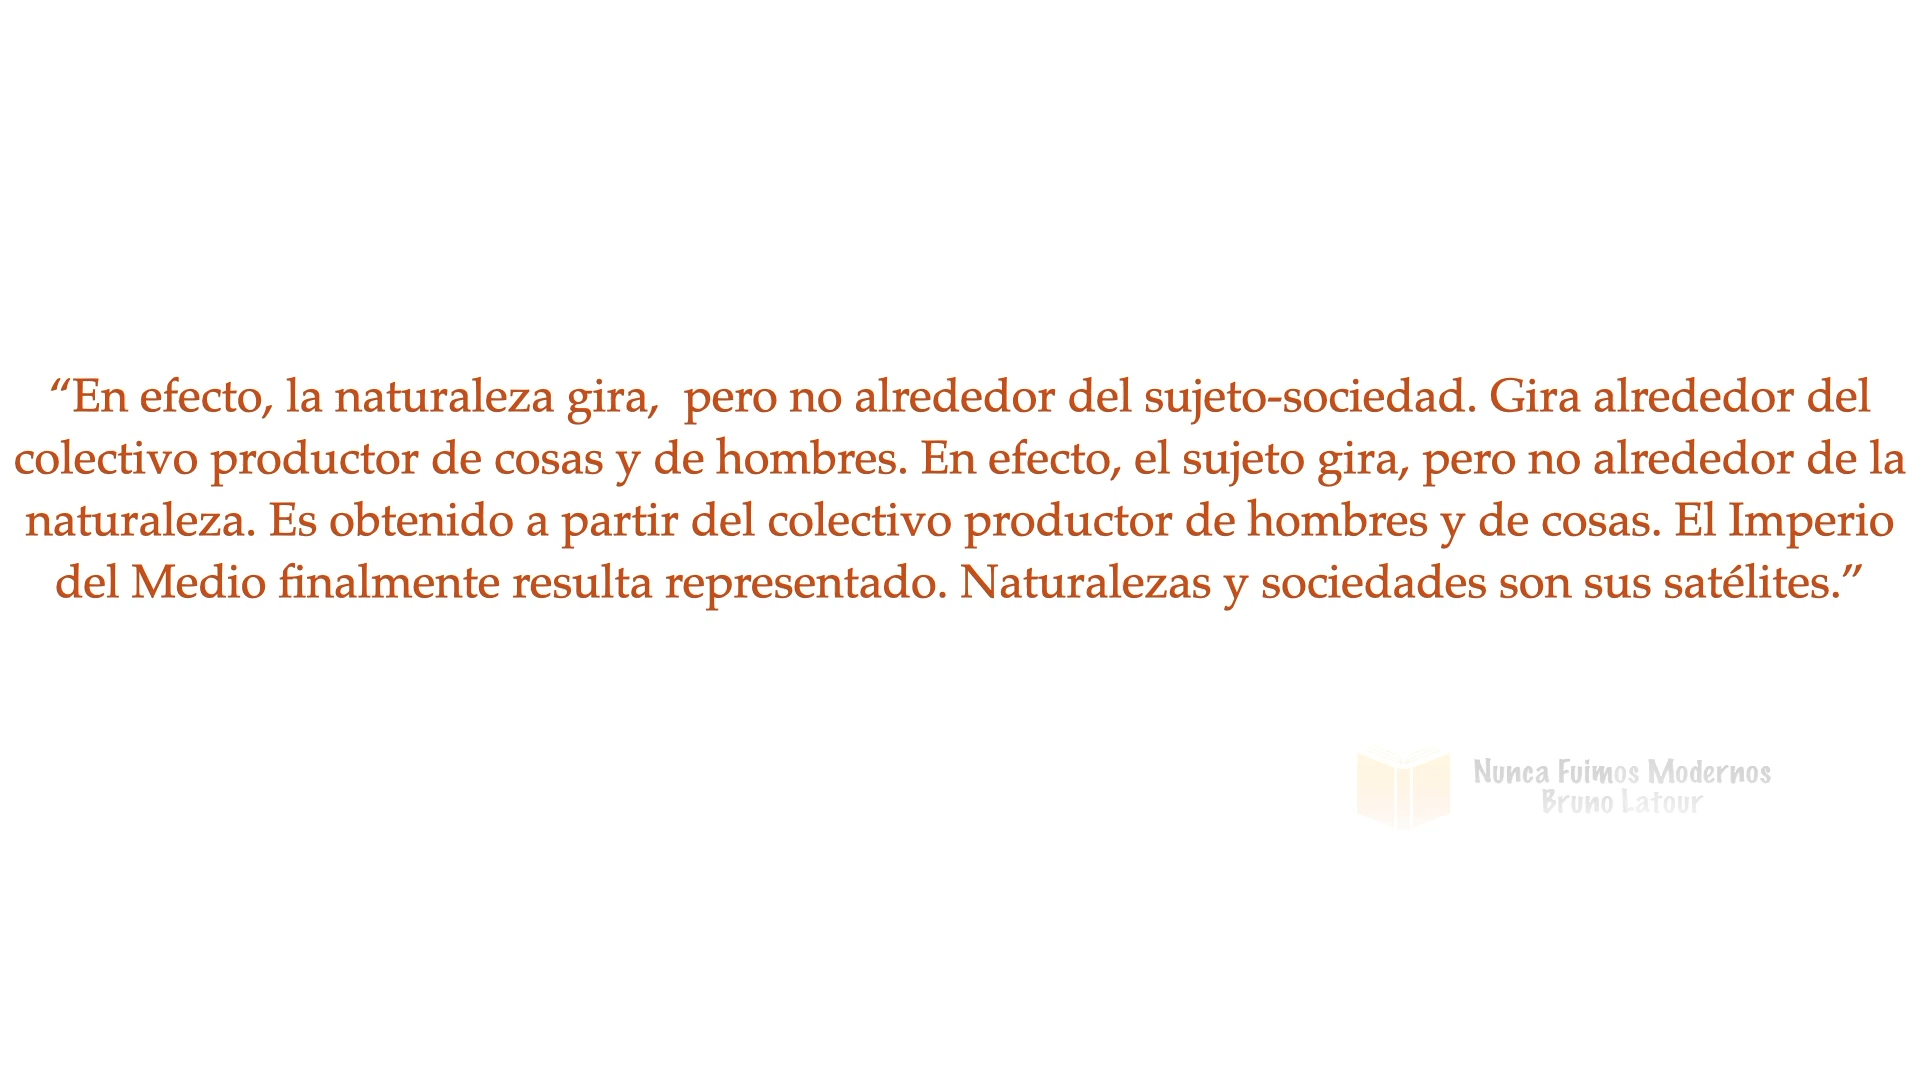 “En efecto, la naturaleza gira,  pero no alrededor del sujeto-sociedad. Gira alrededor del
colectivo productor de cosas y de hombres. En efecto, el sujeto gira, pero no alrededor de la
naturaleza. Es obtenido a partir del colectivo productor de hombres y de cosas. El Imperio
del Medio finalmente resulta representado. Naturalezas y sociedades son sus satélites.”
Nunca Fuimos Modernos
Bruno Latour